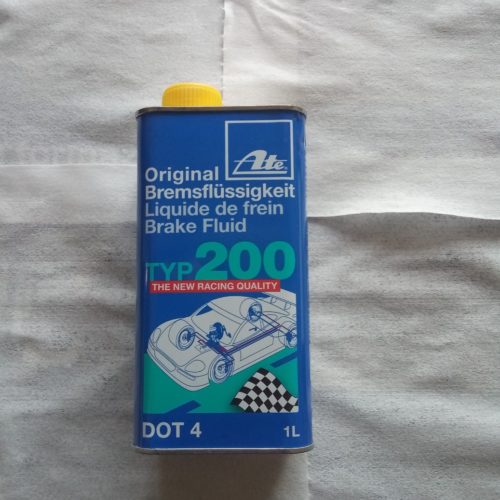 Ate
Original
Bremsflüssigkeit
Liquide de frein
Brake Fluid
TYP 200
THE NEW RACING QUALITY
DOT 4 1L